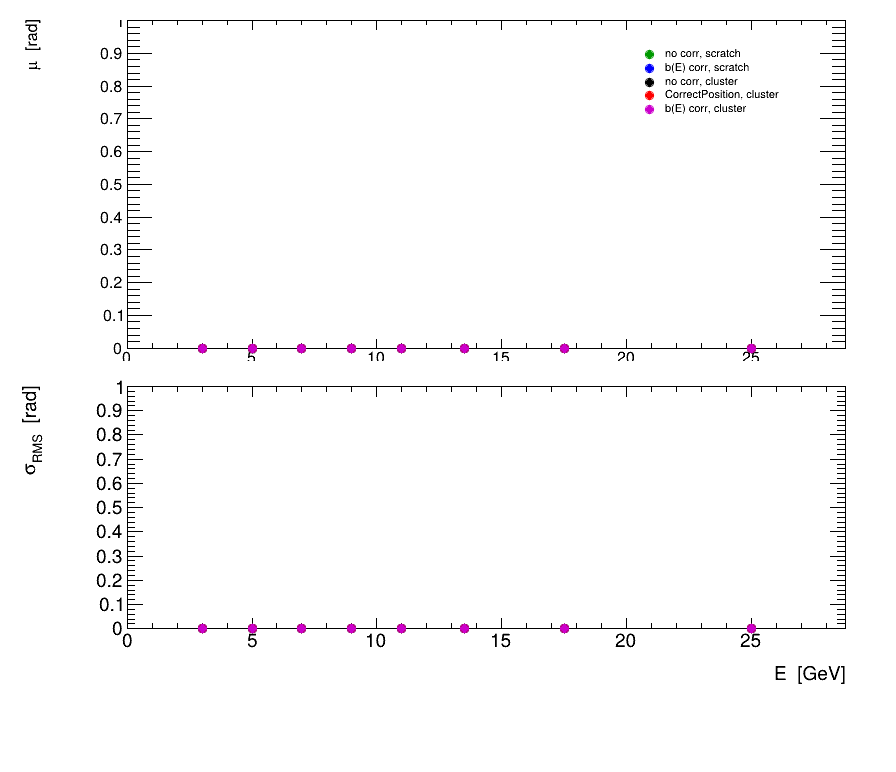 μ [rad]
1
0.9
0.8
0.7
0.6
0.5
0.4
0.3
0.2
0.1
0
no corr, scratch
b(E) corr, scratch
no corr, cluster
CorrectPosition, cluster
b(E) corr, cluster
0 5 10 15 20 25
σRMS [rad]
1
0.9
0.8
0.7
0.6
0.5
0.4
0.3
0.2
0.1
0
0 5 10 15 20 25
E [GeV]